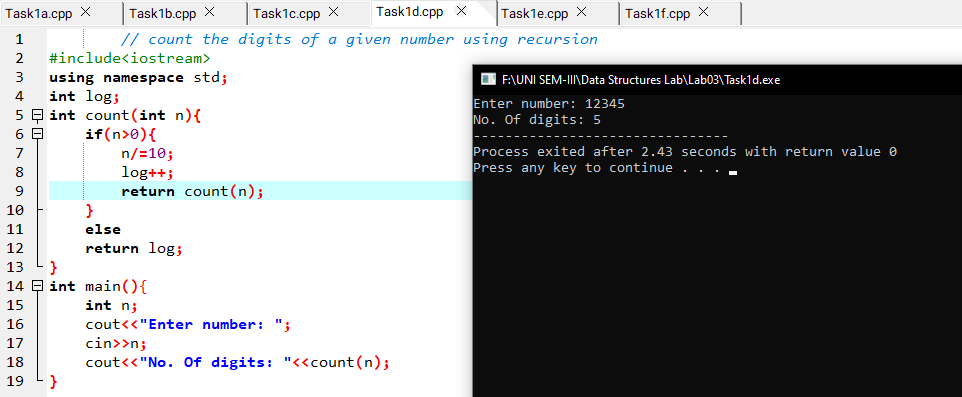 Task1a.cpp Task1b.cpp Task1c.cpp Task1d.cpp Task1e.cpp Task1f.cpp
1 // count the digits of a given number using recursion
2 #include<iostream>
3 using namespace std;
4 int log;
5 int count(int n){
6 if(n>0){
7 n/=10;
8 log++;
9 return count(n);
10 }
11 else
12 return log;
13 }
14 int main(){
15 int n;
16 cout<<"Enter number: ";
17 cin>>n;
18 cout<<"No. Of digits: "<<count(n);
19 }
F:\UNI SEM-III\Data Structures Lab\Lab03\Task1d.exe
Enter number: 12345
No. Of digits: 5
--------------------------------
Process exited after 2.43 seconds with return value 0
Press any key to continue . . .